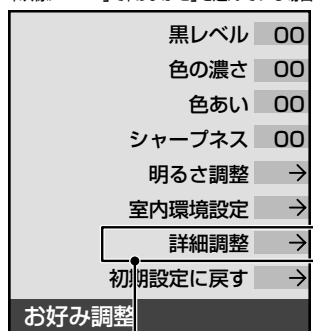 黒レベル 00
色の濃さ 00
色あい 00
シャープネス 00
明るさ調整 →
室内環境設定 →
詳細調整 →
初期設定に戻す →
お好み調整